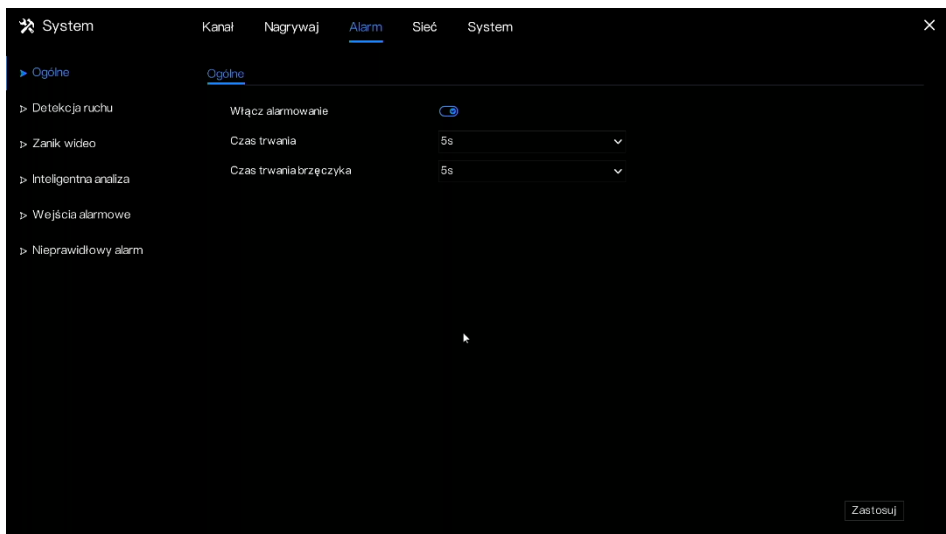 System Kanał Nagrywaj Alarm Sieć System
Ogólne
Detekcja ruchu
Zanik wideo
Inteligentna analiza
Wejścia alarmowe
Nieprawidłowy alarm
Ogólne
Włącz alarmowanie
Czas trwania 5s
Czas trwania brzęczyka 5s
Zastosuj